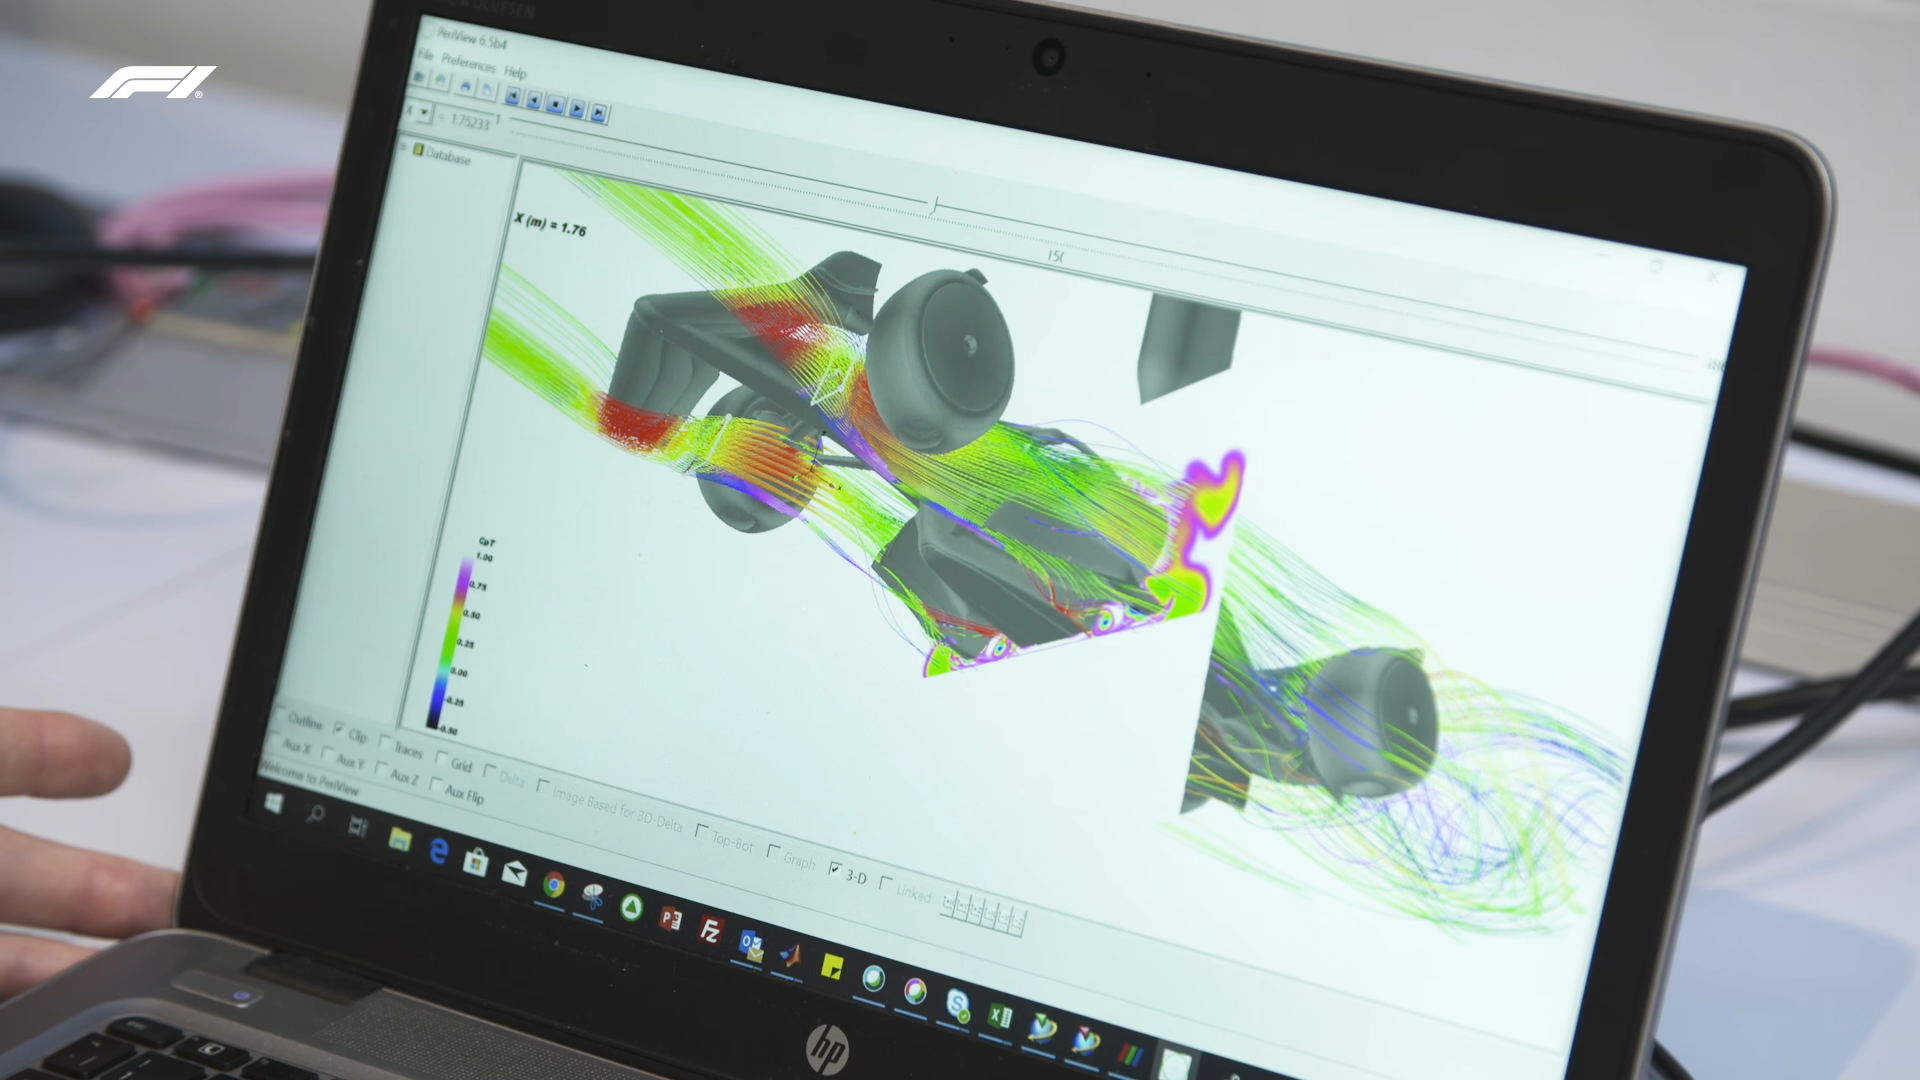 F1®
& OLUFSEN
PeriView 6.5b4
File Preferences Help
X = 1.75233
Database
X (m) = 1.76
CpT
1.00
0.75
0.50
0.25
0.00
-0.25
-0.50
Outline Clip Traces Grid Delta Image Based for 3D-Delta Top-Bot Graph 3-D Linked
Aux X Aux Y Aux Z Aux Flip
Welcome to PeriView
hp